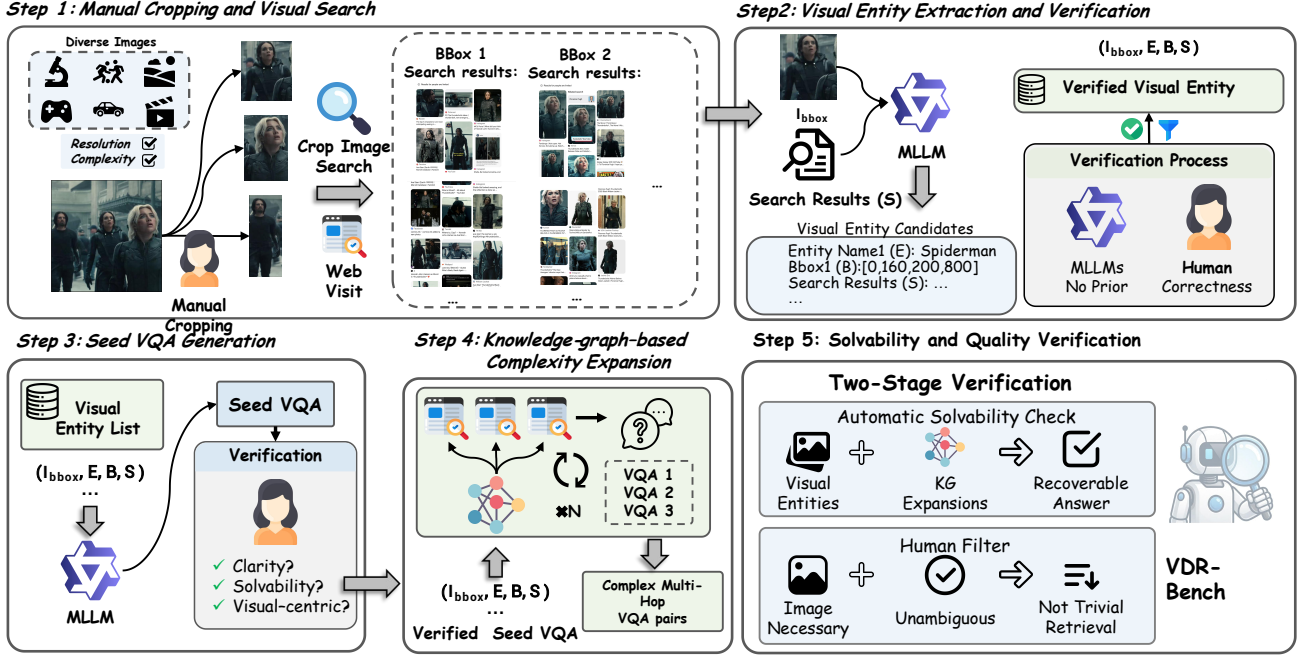 Step 1: Manual Cropping and Visual Search
Diverse Images
Resolution
Complexity
Manual
Cropping
Crop Image
Search
Web
Visit
BBox 1
Search results:
...
BBox 2
Search results:
...
...
Step2: Visual Entity Extraction and Verification
I_bbox
Search Results (S)
MLLM
Visual Entity Candidates
Entity Name1 (E): Spiderman
Bbox1 (B):[0,160,200,800]
Search Results (S): ...
...
(I_bbox, E, B, S)
Verified Visual Entity
Verification Process
MLLMs
No Prior
Human
Correctness
Step 3: Seed VQA Generation
Visual
Entity List
(I_bbox, E, B, S)
...
MLLM
Seed VQA
Verification
✓ Clarity?
✓ Solvability?
✓ Visual-centric?
Step 4: Knowledge-graph-based
Complexity Expansion
✖N
VQA 1
VQA 2
VQA 3
(I_bbox, E, B, S)
...
Verified Seed VQA
Complex Multi-
Hop
VQA pairs
Step 5: Solvability and Quality Verification
Two-Stage Verification
Automatic Solvability Check
Visual
Entities
KG
Expansions
Recoverable
Answer
Human Filter
Image
Necessary
Unambiguous
Not Trivial
Retrieval
VDR-
Bench